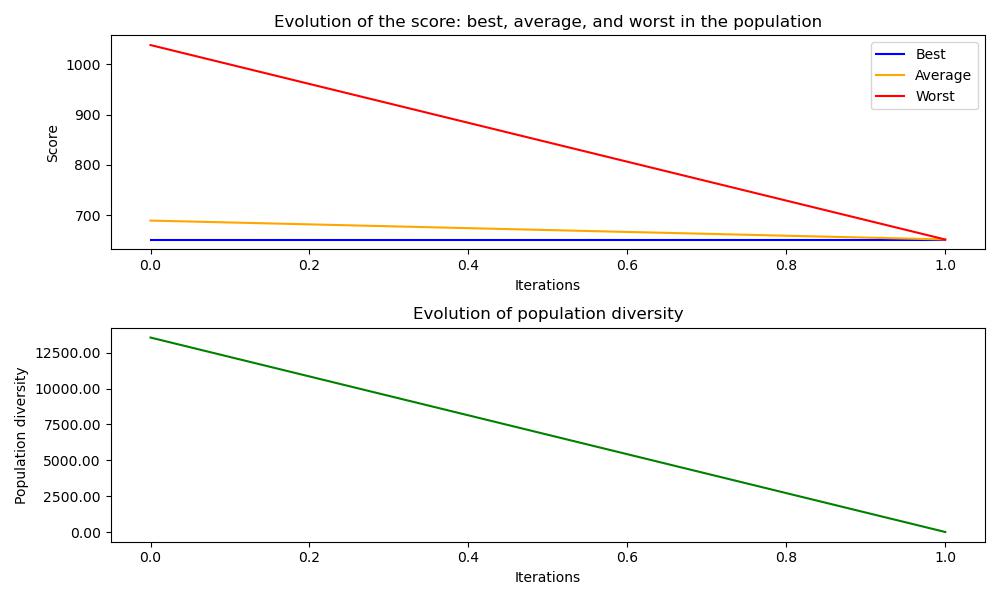 Evolution of the score: best, average, and worst in the population
Score
1000
900
800
700
Best
Average
Worst
0.0 0.2 0.4 0.6 0.8 1.0
Iterations
Evolution of population diversity
Population diversity
12500.00
10000.00
7500.00
5000.00
2500.00
0.00
0.0 0.2 0.4 0.6 0.8 1.0
Iterations